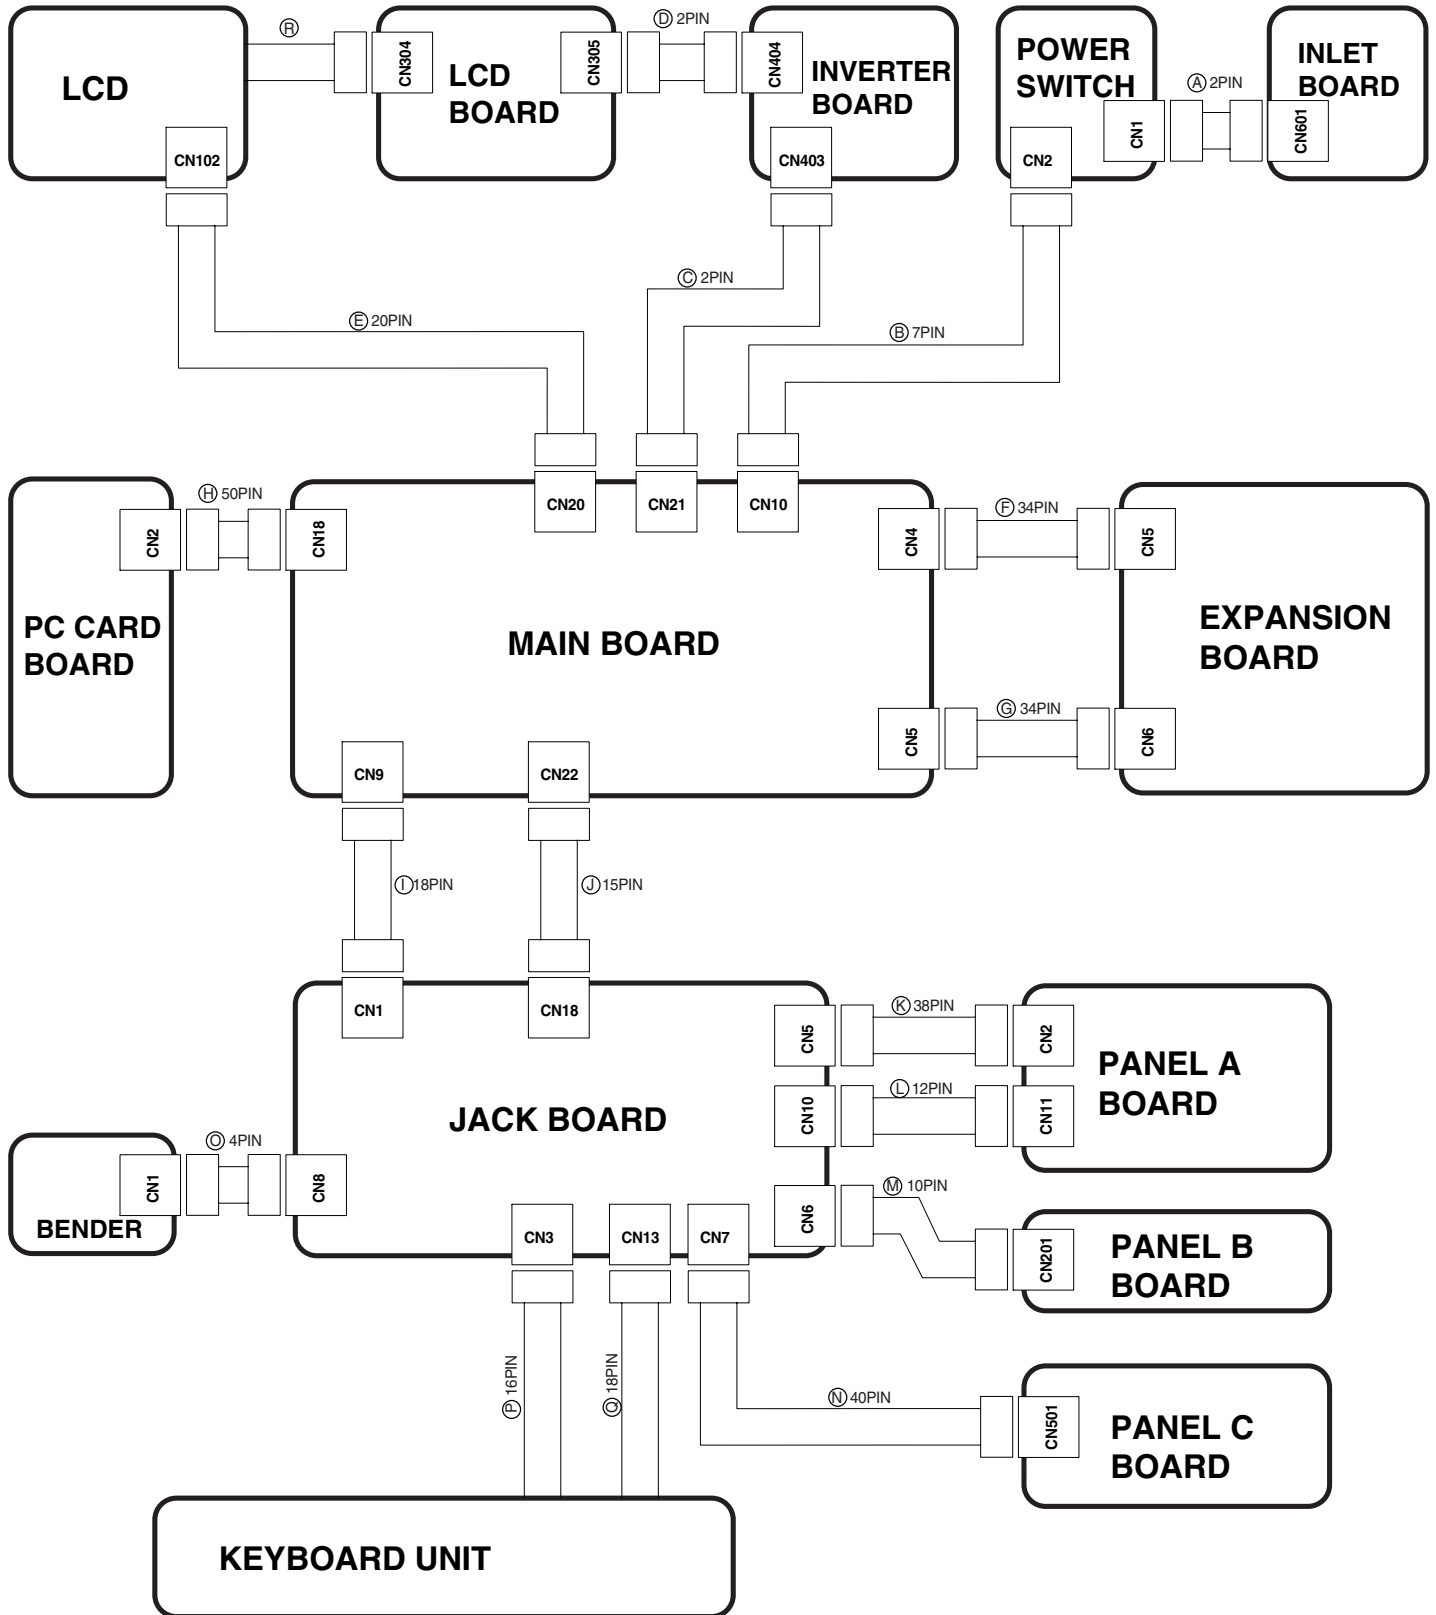 LCD
CN102
Ⓡ
CN304
LCD
BOARD
CN305
Ⓓ 2PIN
CN404
INVERTER
BOARD
CN403
POWER
SWITCH
CN1
CN2
Ⓐ 2PIN
CN601
INLET
BOARD
Ⓔ 20PIN
Ⓒ 2PIN
Ⓑ 7PIN
PC CARD
BOARD
CN2
Ⓗ 50PIN
CN18
CN20
CN21
CN10
MAIN BOARD
CN4
Ⓕ 34PIN
CN5
EXPANSION
BOARD
CN5
Ⓖ 34PIN
CN6
CN9
CN22
Ⓘ 18PIN
Ⓙ 15PIN
CN1
CN18
JACK BOARD
CN5
Ⓚ 38PIN
CN2
PANEL A
BOARD
CN10
Ⓛ 12PIN
CN11
BENDER
CN1
Ⓞ 4PIN
CN8
CN6
Ⓜ 10PIN
CN201
PANEL B
BOARD
CN3
CN13
CN7
Ⓟ 16PIN
Ⓠ 18PIN
Ⓝ 40PIN
CN501
PANEL C
BOARD
KEYBOARD UNIT